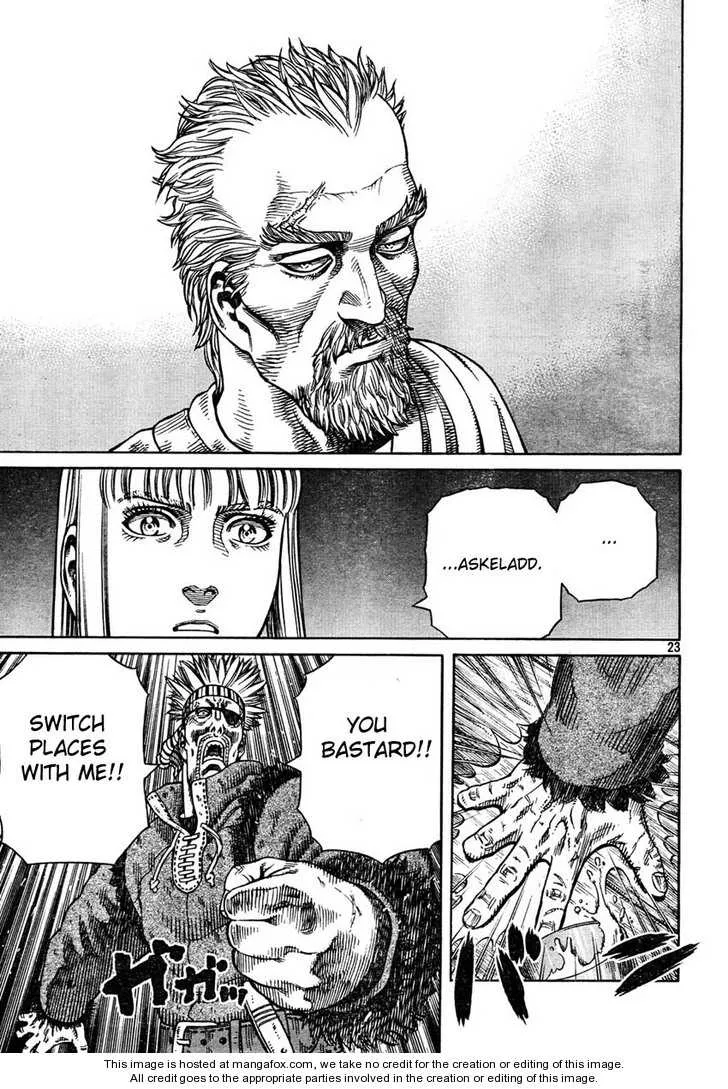 ...
...ASKELADD.
23
YOU
BASTARD!!
SWITCH
PLACES
WITH ME!!
This image is hosted at mangafox.com, we take no credit for the creation or editing of this image.
All credit goes to the appropriate parties involved in the creation or editing of this image.